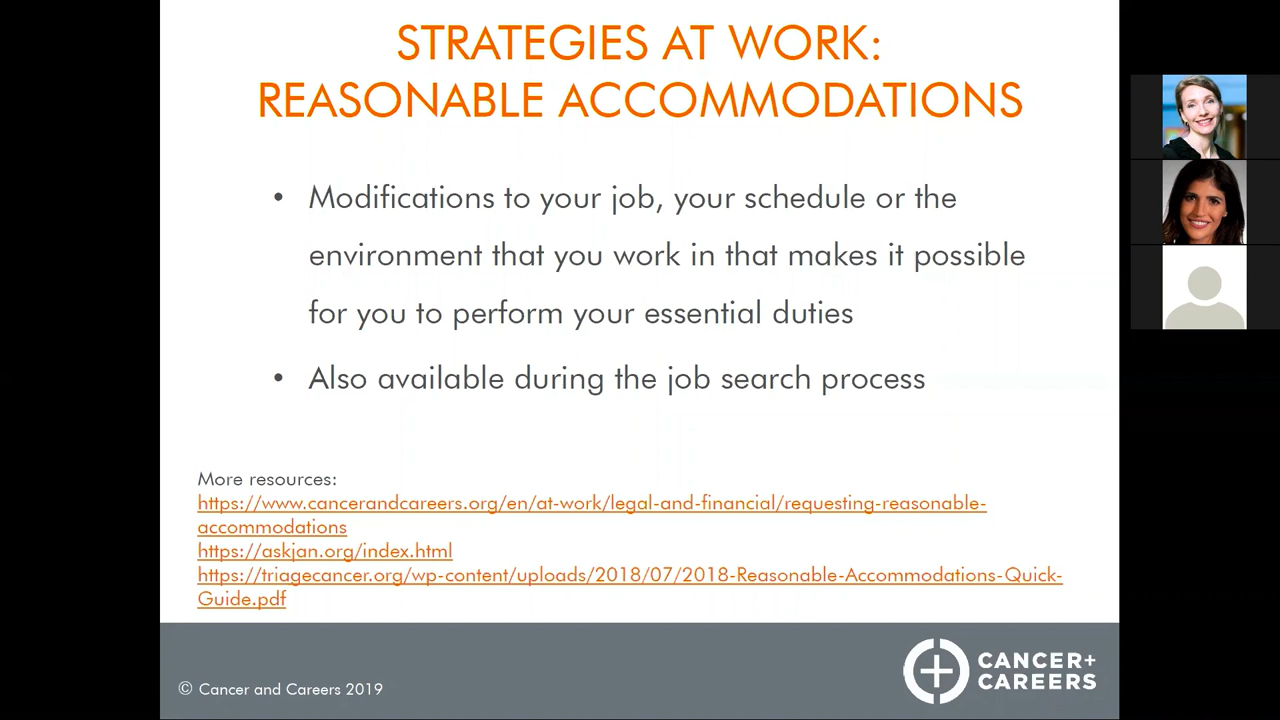 STRATEGIES AT WORK:
REASONABLE ACCOMMODATIONS
• Modifications to your job, your schedule or the
environment that you work in that makes it possible
for you to perform your essential duties
• Also available during the job search process
More resources:
https://www.cancerandcareers.org/en/at-work/legal-and-financial/requesting-reasonable-
accommodations
https://askjan.org/index.html
https://triagecancer.org/wp-content/uploads/2018/07/2018-Reasonable-Accommodations-Quick-
Guide.pdf
© Cancer and Careers 2019
CANCER+
CAREERS